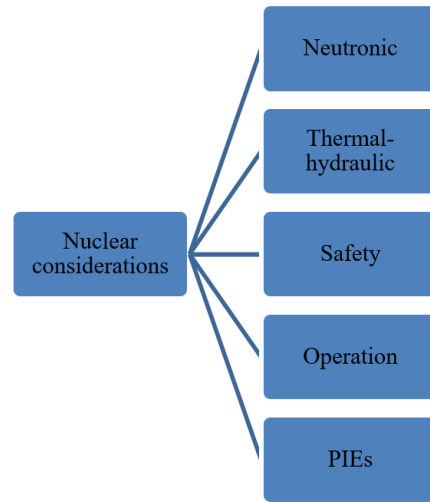 Neutronic
Thermal-
hydraulic
Nuclear
considerations
Safety
Operation
PIEs